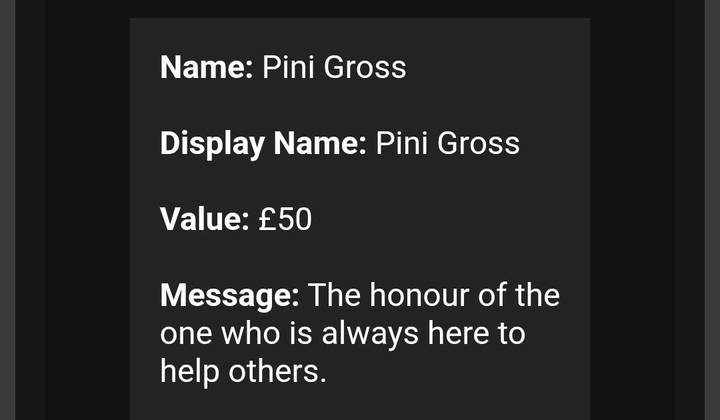 Name: Pini Gross
Display Name: Pini Gross
Value: £50
Message: The honour of the
one who is always here to
help others.